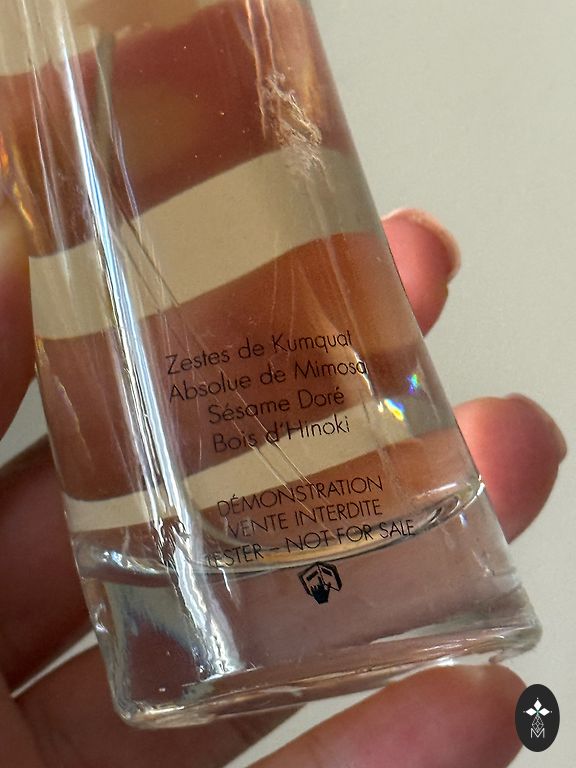 Zestes de Kumquat
Absolue de Mimosa
Sésame Doré
Bois d'Hinoki
DÉMONSTRATION
VENTE INTERDITE
TESTER – NOT FOR SALE
M